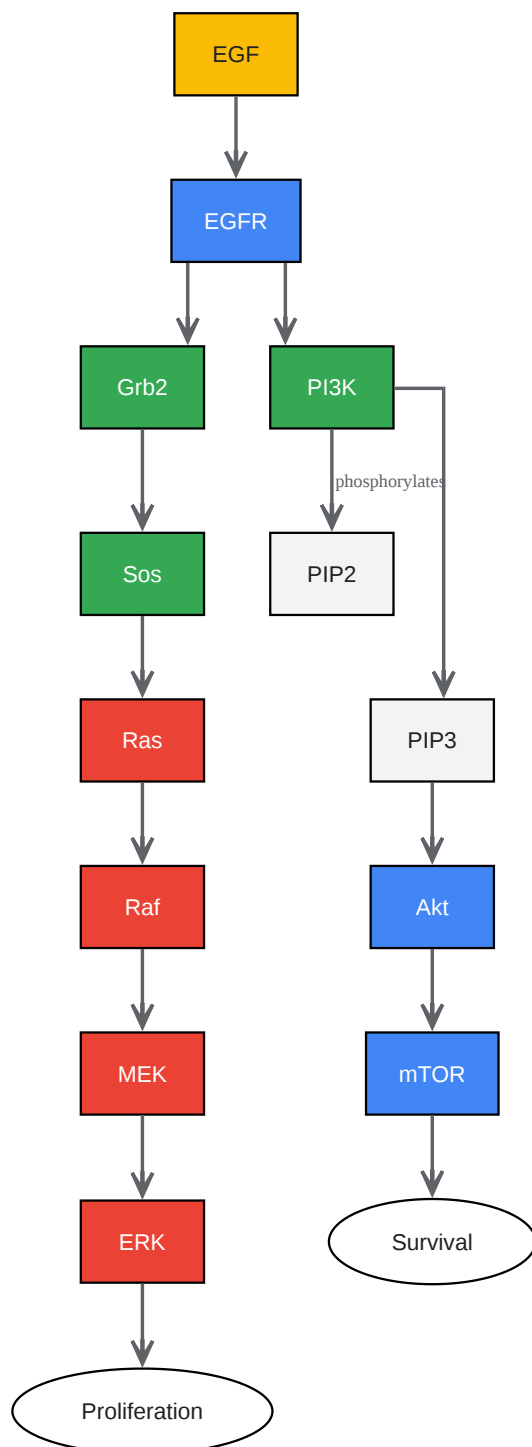 EGF
EGFR
Grb2
PI3K
phosphorylates
Sos
PIP2
Ras
PIP3
Raf
Akt
MEK
mTOR
ERK
Survival
Proliferation